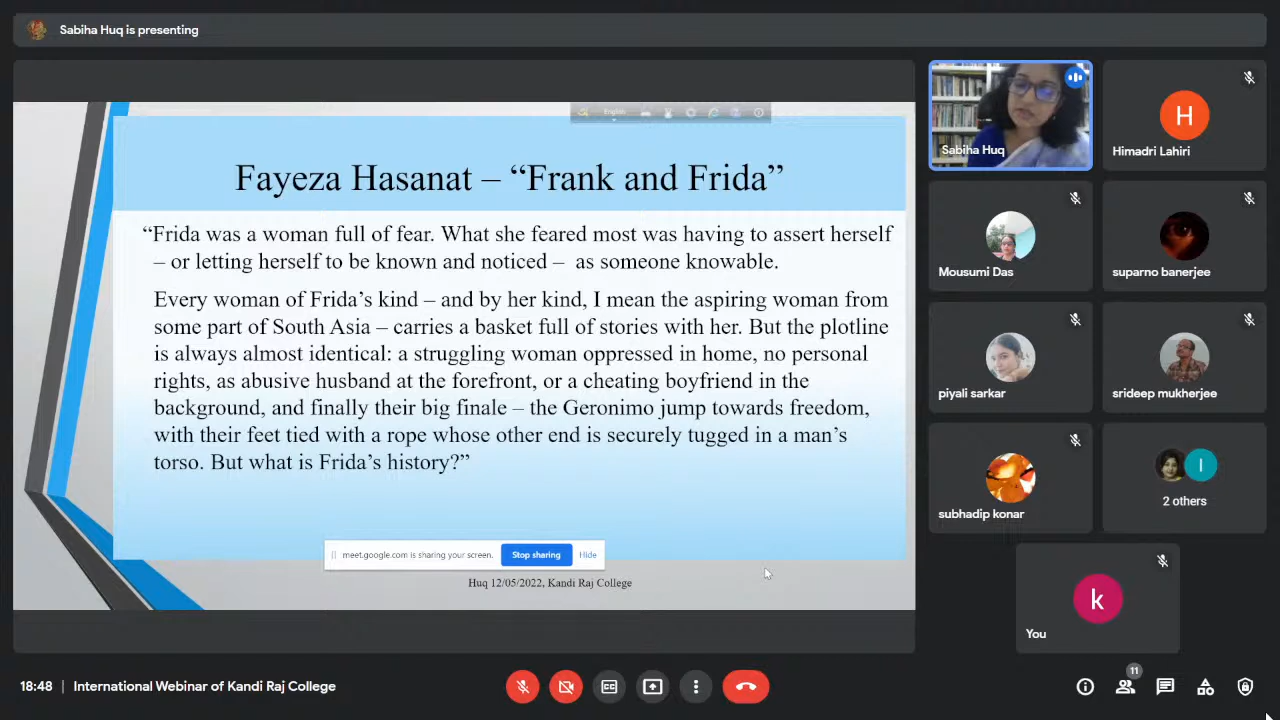 Sabiha Huq is presenting
English
Fayeza Hasanat – “Frank and Frida”
“Frida was a woman full of fear. What she feared most was having to assert herself
– or letting herself to be known and noticed –  as someone knowable.
Every woman of Frida’s kind – and by her kind, I mean the aspiring woman from
some part of South Asia – carries a basket full of stories with her. But the plotline
is always almost identical: a struggling woman oppressed in home, no personal
rights, as abusive husband at the forefront, or a cheating boyfriend in the
background, and finally their big finale – the Geronimo jump towards freedom,
with their feet tied with a rope whose other end is securely tugged in a man’s
torso. But what is Frida’s history?”
meet.google.com is sharing your screen.
Stop sharing
Hide
Huq 12/05/2022, Kandi Raj College
Sabiha Huq
H
Himadri Lahiri
Mousumi Das
suparno banerjee
piyali sarkar
srideep mukherjee
subhadip konar
I
2 others
k
You
18:48 | International Webinar of Kandi Raj College
CC
11